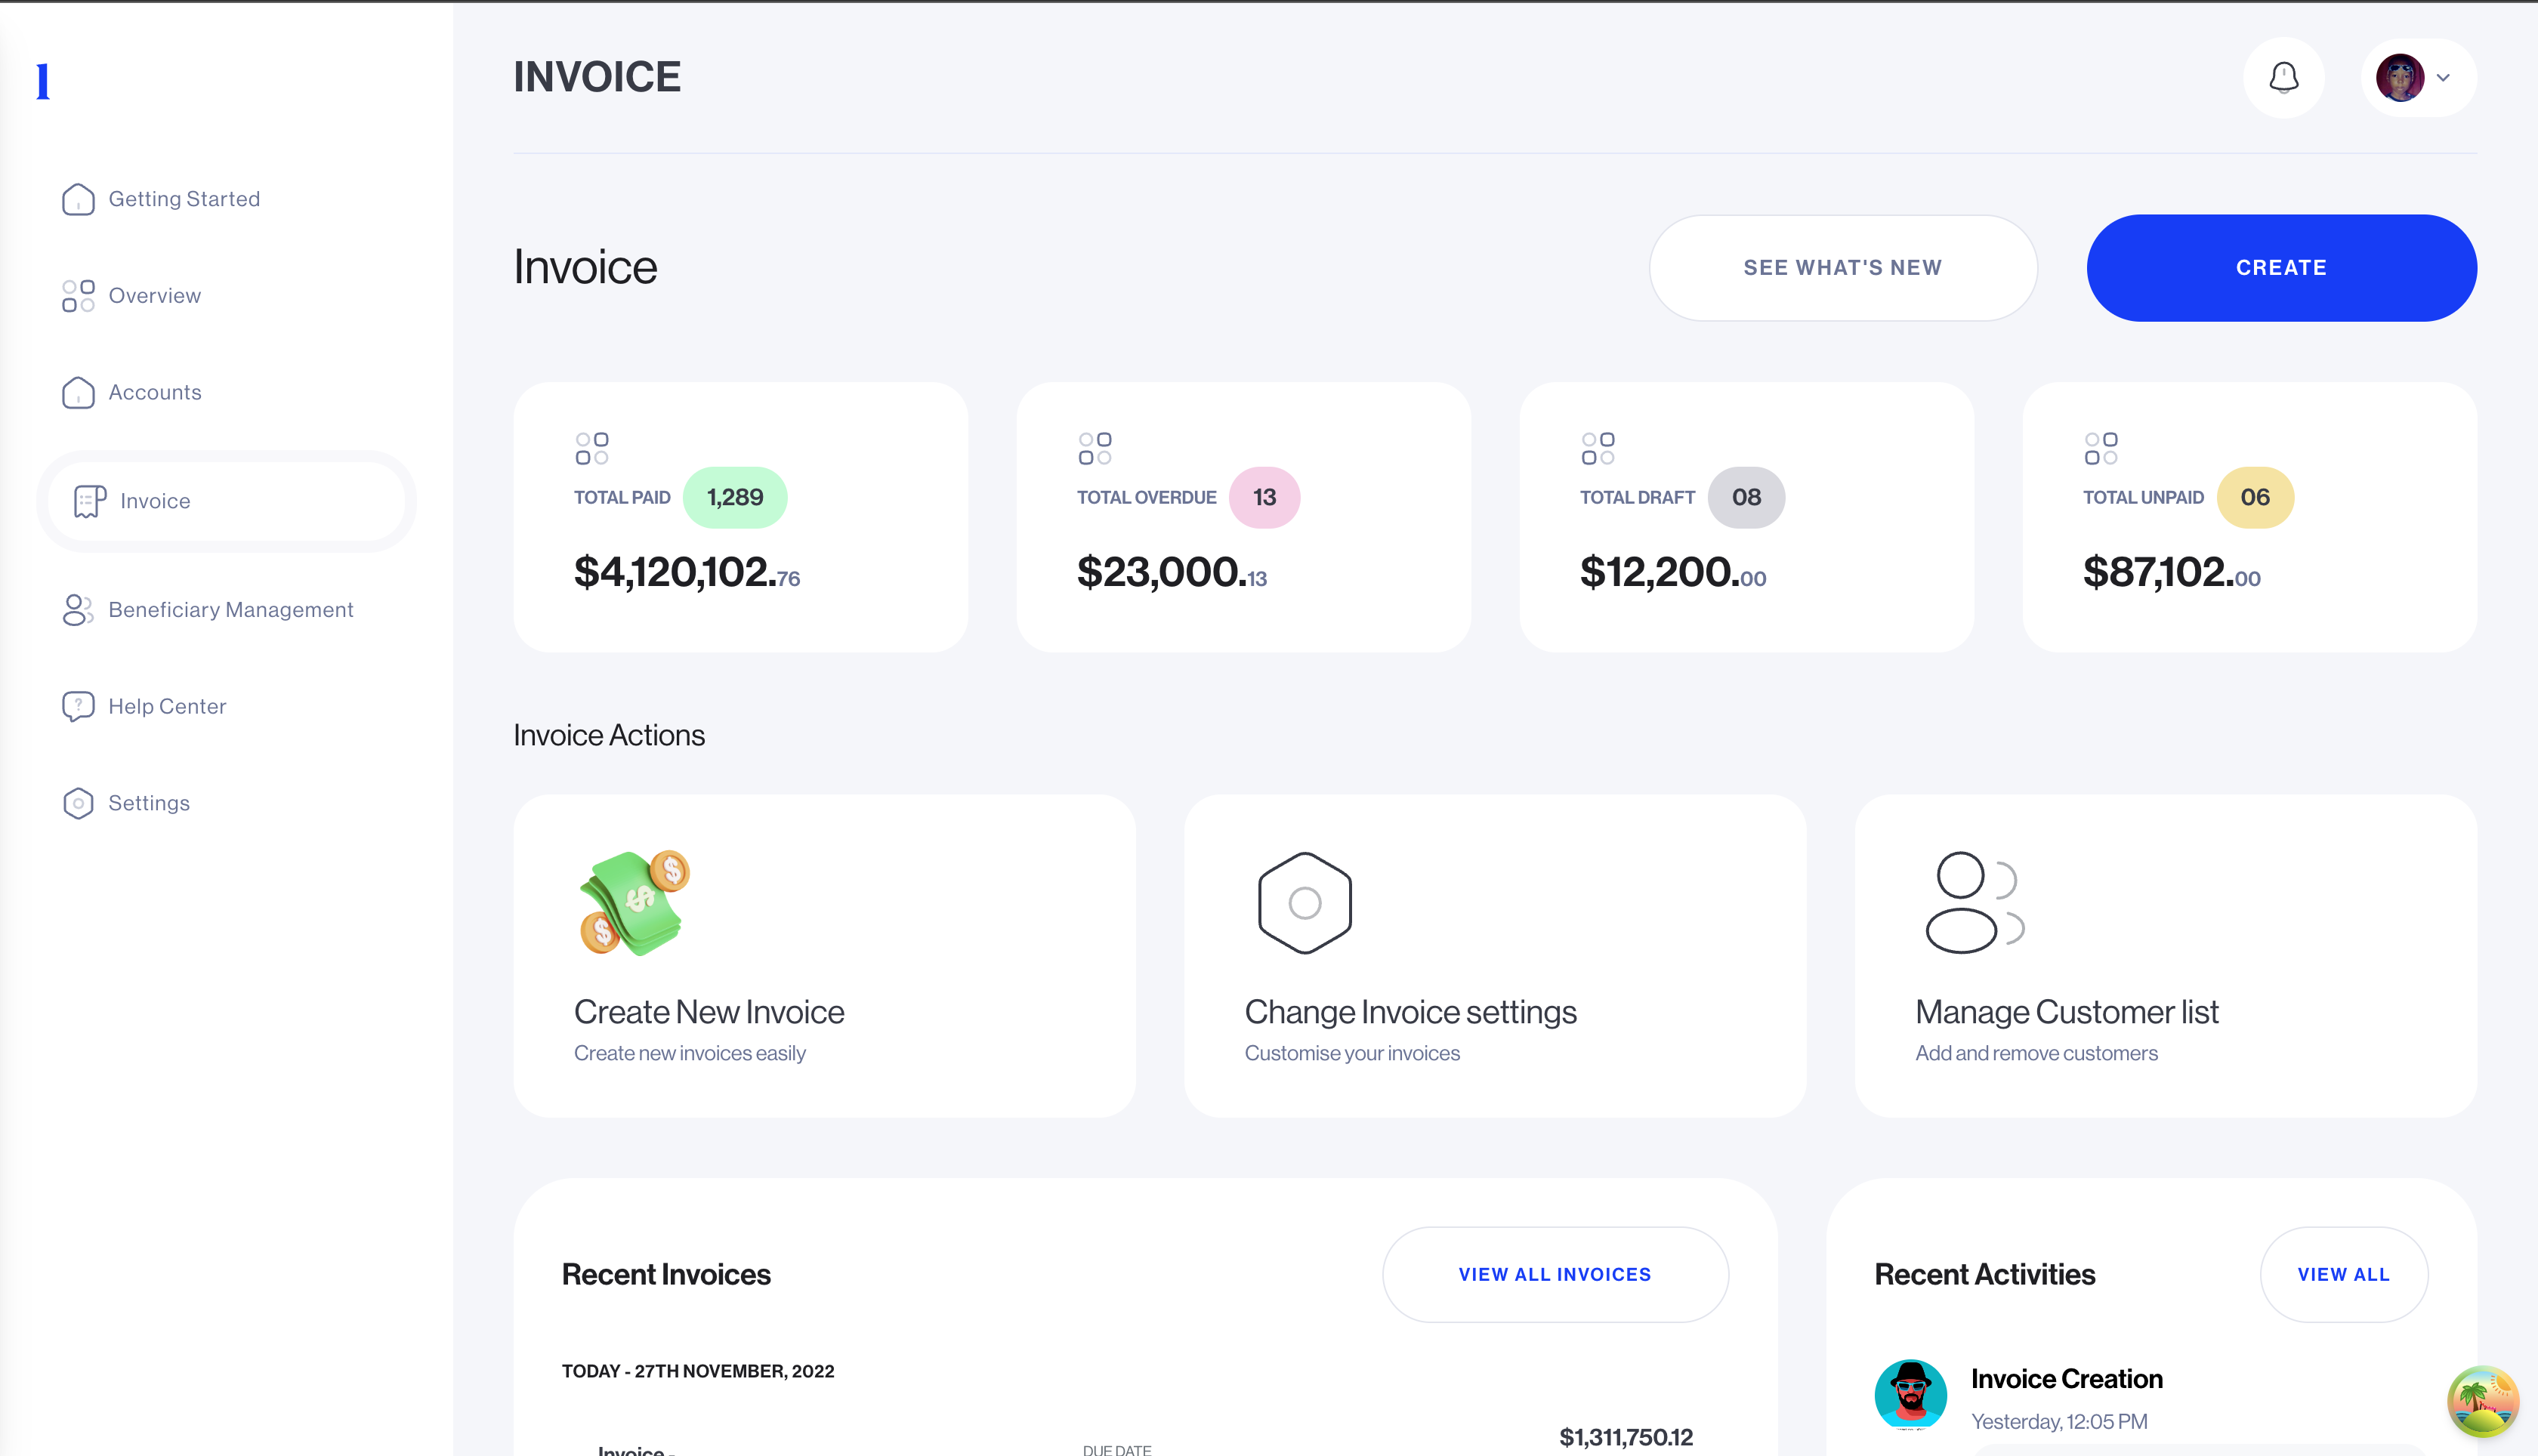 1
INVOICE
Getting Started
Overview
Accounts
Invoice
Beneficiary Management
Help Center
Settings
Invoice
SEE WHAT'S NEW
CREATE
TOTAL PAID 1,289
$4,120,102.76
TOTAL OVERDUE 13
$23,000.13
TOTAL DRAFT 08
$12,200.00
TOTAL UNPAID 06
$87,102.00
Invoice Actions
Create New Invoice
Create new invoices easily
Change Invoice settings
Customise your invoices
Manage Customer list
Add and remove customers
Recent Invoices
VIEW ALL INVOICES
TODAY - 27TH NOVEMBER, 2022
Invoice -
DUE DATE
$1,311,750.12
Recent Activities
VIEW ALL
Invoice Creation
Yesterday, 12:05 PM